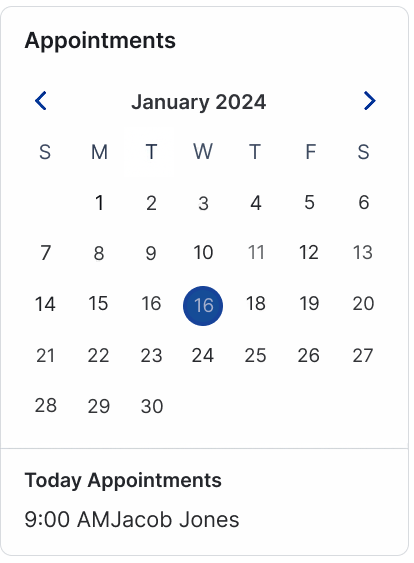 Appointments
January 2024
S M T W T F S
1 2 3 4 5 6
7 8 9 10 11 12 13
14 15 16 16 18 19 20
21 22 23 24 25 26 27
28 29 30
Today Appointments
9:00 AMJacob Jones